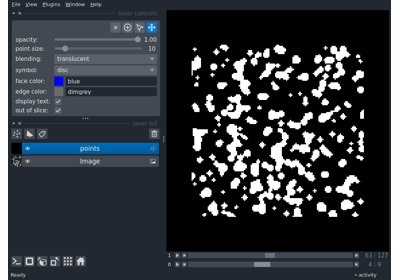 File View Plugins Window Help
layer controls
opacity: 1.00
point size: 10
blending: translucent
symbol: disc
face color: blue
edge color: dimgrey
display text:
out of slice:
layer list
points
Image
1 63 127
0 4 9
Ready activity